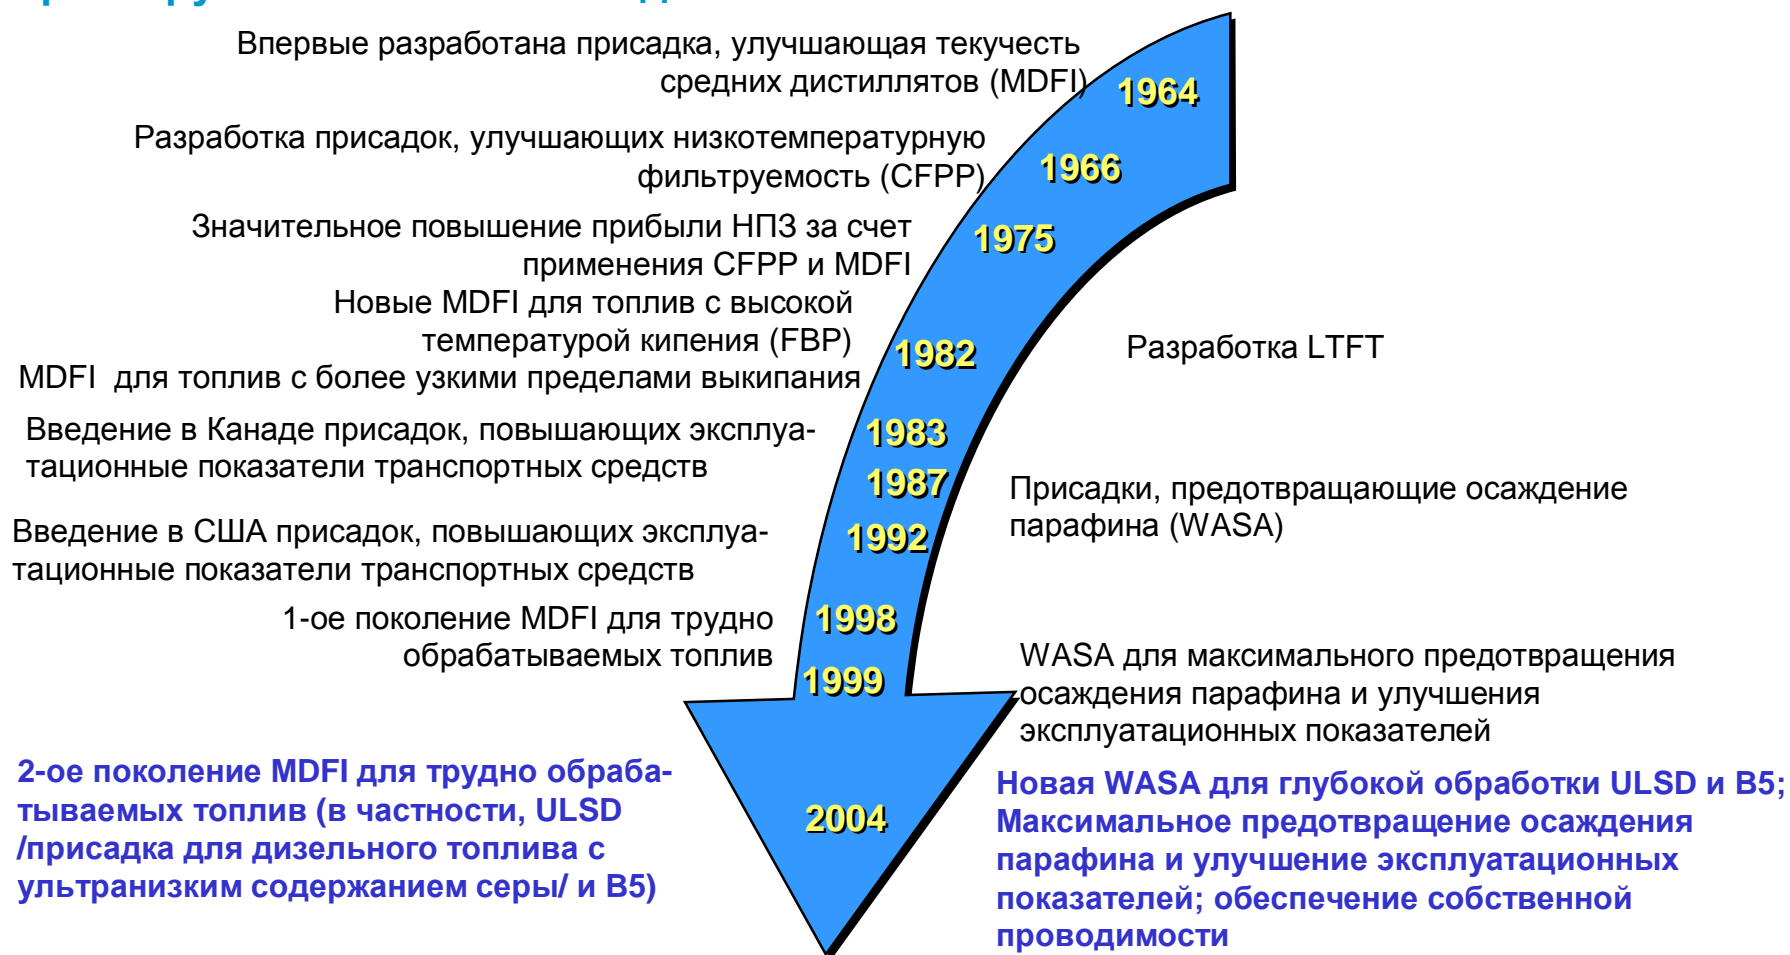 Впервые разработана присадка, улучшающая текучесть
средних дистиллятов (MDFI)
1964
Разработка присадок, улучшающих низкотемпературную
фильтруемость (CFPP)
1966
Значительное повышение прибыли НПЗ за счет
применения CFPP и MDFI
1975
Новые MDFI для топлив с высокой
температурой кипения (FBP)
1982
Разработка LTFT
MDFI для топлив с более узкими пределами выкипания
Введение в Канаде присадок, повышающих эксплуа-
тационные показатели транспортных средств
1983
1987
Присадки, предотвращающие осаждение
парафина (WASA)
Введение в США присадок, повышающих эксплуа-
тационные показатели транспортных средств
1992
1-ое поколение MDFI для трудно
обрабатываемых топлив
1998
1999
WASA для максимального предотвращения
осаждения парафина и улучшения
эксплуатационных показателей
2-ое поколение MDFI для трудно обраба-
тываемых топлив (в частности, ULSD
/присадка для дизельного топлива с
ультранизким содержанием серы/ и B5)
2004
Новая WASA для глубокой обработки ULSD и B5;
Максимальное предотвращение осаждения
парафина и улучшение эксплуатационных
показателей; обеспечение собственной
проводимости